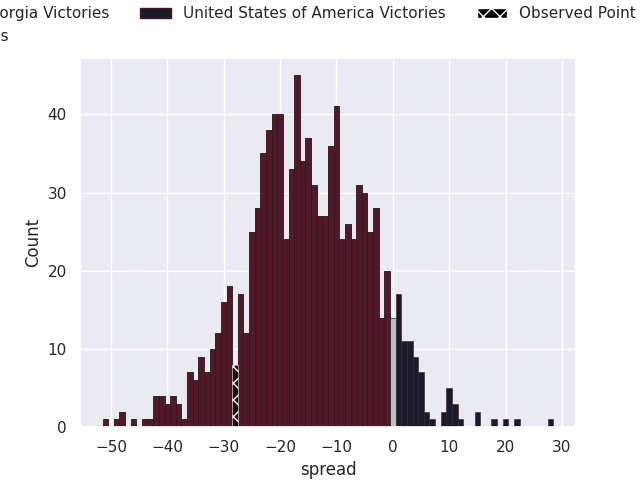 orgia Victories United States of America Victories Observed Point
s
40
30
20
10
0
Count
−50 −40 −30 −20 −10 0 10 20 30
spread